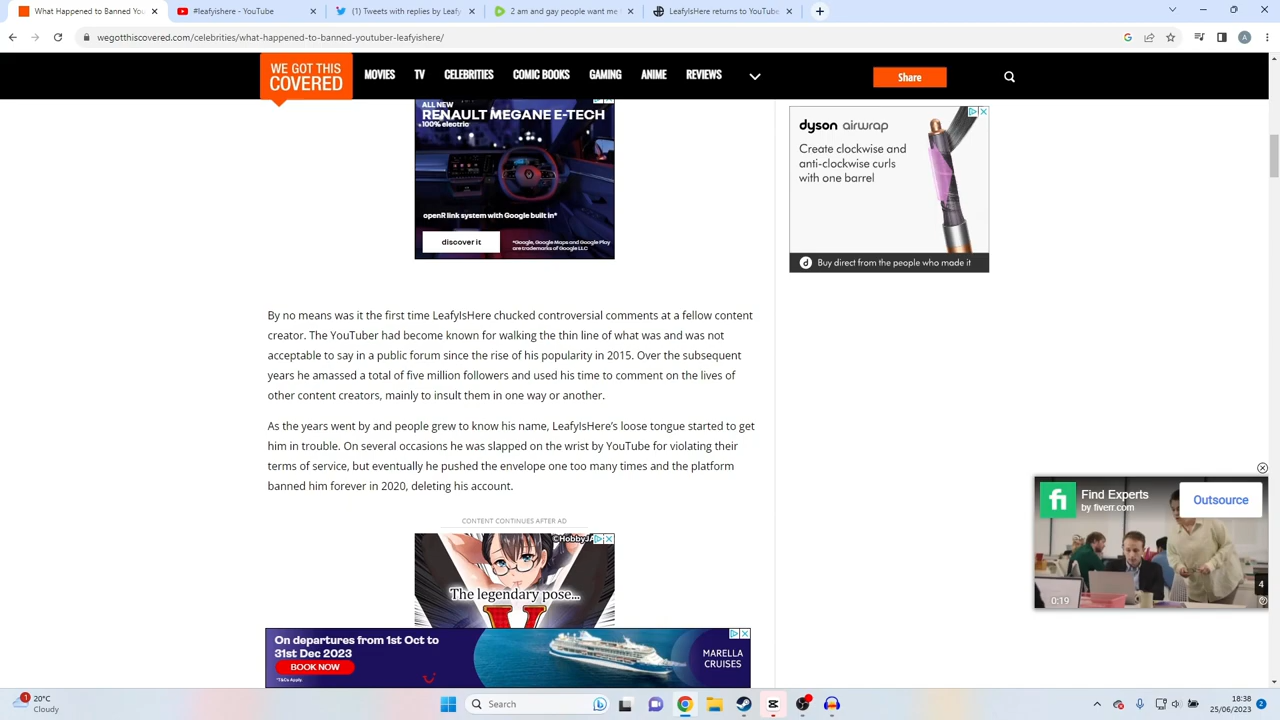 What Happened to Banned You
#leafyishere - YouTube
(1) Tweets with replies by Leafy
2 am and gay people want me
LeafyIsHere returns to YouTube
wegotthiscovered.com/celebrities/what-happened-to-banned-youtuber-leafyishere/
A
WE GOT THIS
COVERED
MOVIES TV CELEBRITIES COMIC BOOKS GAMING ANIME REVIEWS
Share
ALL NEW
RENAULT MEGANE E-TECH
100% electric
openR link system with Google built in*
discover it
*Google, Google Maps and Google Play
are trademarks of Google LLC
dyson airwrap
Create clockwise and
anti-clockwise curls
with one barrel
Buy direct from the people who made it
By no means was it the first time LeafyIsHere chucked controversial comments at a fellow content
creator. The YouTuber had become known for walking the thin line of what was and was not
acceptable to say in a public forum since the rise of his popularity in 2015. Over the subsequent
years he amassed a total of five million followers and used his time to comment on the lives of
other content creators, mainly to insult them in one way or another.
As the years went by and people grew to know his name, LeafyIsHere's loose tongue started to get
him in trouble. On several occasions he was slapped on the wrist by YouTube for violating their
terms of service, but eventually he pushed the envelope one too many times and the platform
banned him forever in 2020, deleting his account.
CONTENT CONTINUES AFTER AD
The legendary pose...
fi
Find Experts
by fiverr.com
Outsource
0:19
4
On departures from 1st Oct to
31st Dec 2023
BOOK NOW
*T&Cs Apply.
MARELLA
CRUISES
1
20°C
Cloudy
Search
18:38
25/06/2023
2